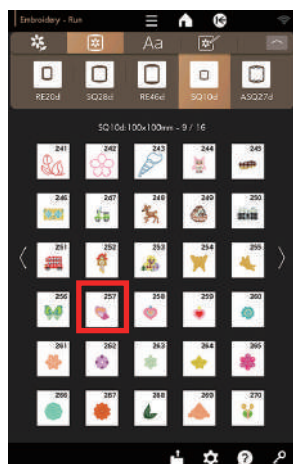 Embroidery - Run
Aa
RE20d SQ28d RE46d SQ10d ASQ27d
SQ10d:100x100mm - 9 / 16
241 242 243 244 245
246 247 248 249 250
251 252 253 254 255
256 257 258 259 260
261 262 263 264 265
266 267 268 269 270